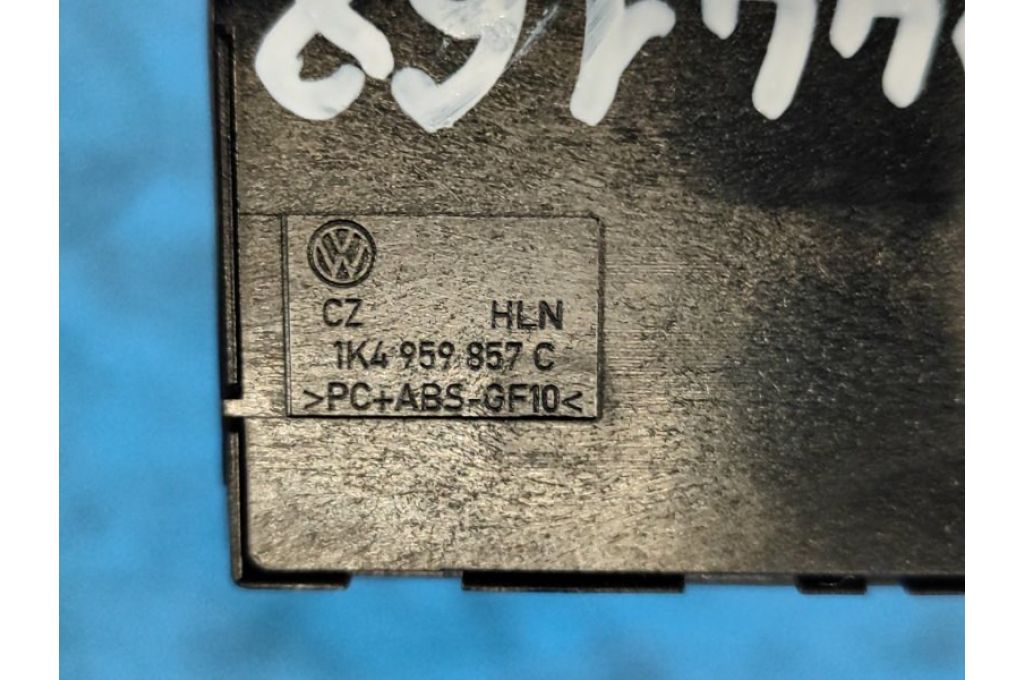 CZ HLN
1K4 959 857 C
>PC+ABS-GF10<